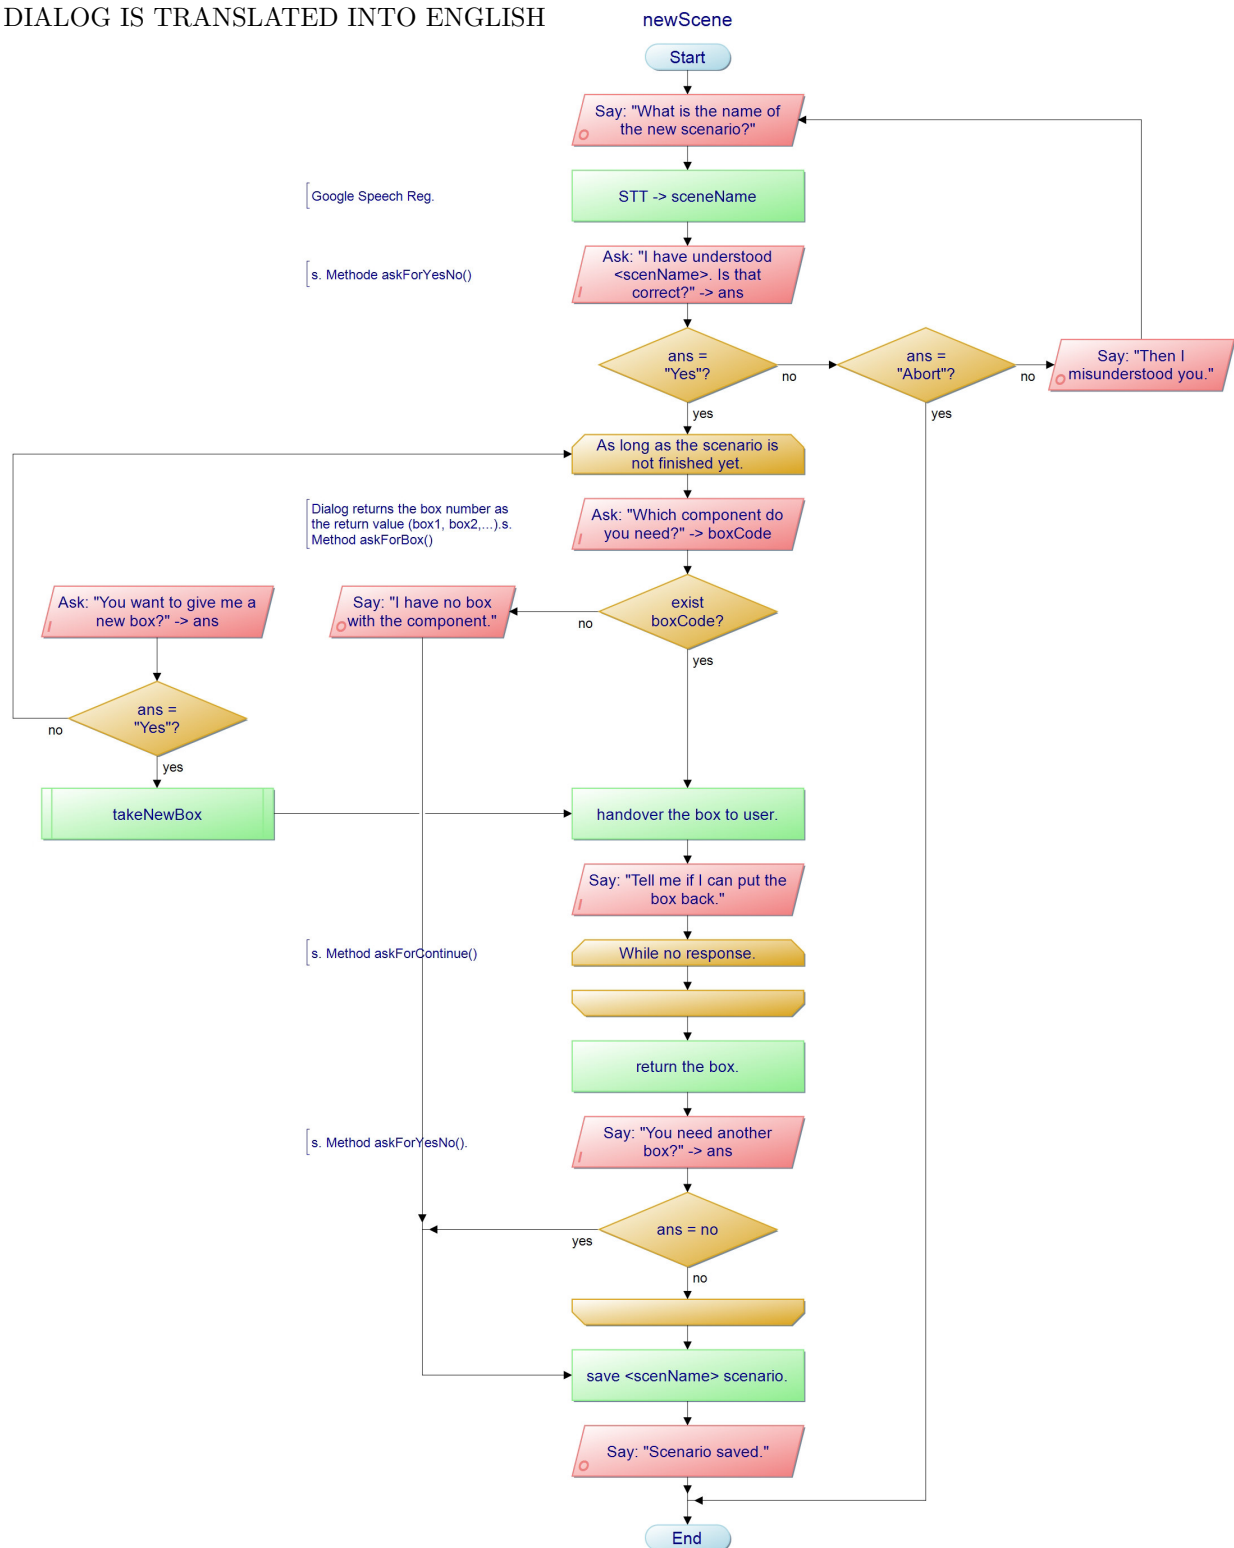 DIALOG IS TRANSLATED INTO ENGLISH
newScene
Start
Say: "What is the name of
the new scenario?"
Google Speech Reg.
STT -> sceneName
s. Methode askForYesNo()
Ask: "I have understood
<scenName>. Is that
correct?" -> ans
ans =
"Yes"?
no
yes
ans =
"Abort"?
no
yes
Say: "Then I
misunderstood you."
As long as the scenario is
not finished yet.
Dialog returns the box number as
the return value (box1, box2,...).s.
Method askForBox()
Ask: "Which component do
you need?" -> boxCode
Ask: "You want to give me a
new box?" -> ans
Say: "I have no box
with the component."
exist
boxCode?
no
yes
ans =
"Yes"?
no
yes
takeNewBox
handover the box to user.
Say: "Tell me if I can put the
box back."
s. Method askForContinue()
While no response.
return the box.
s. Method askForYesNo().
Say: "You need another
box?" -> ans
ans = no
yes
no
save <scenName> scenario.
Say: "Scenario saved."
End